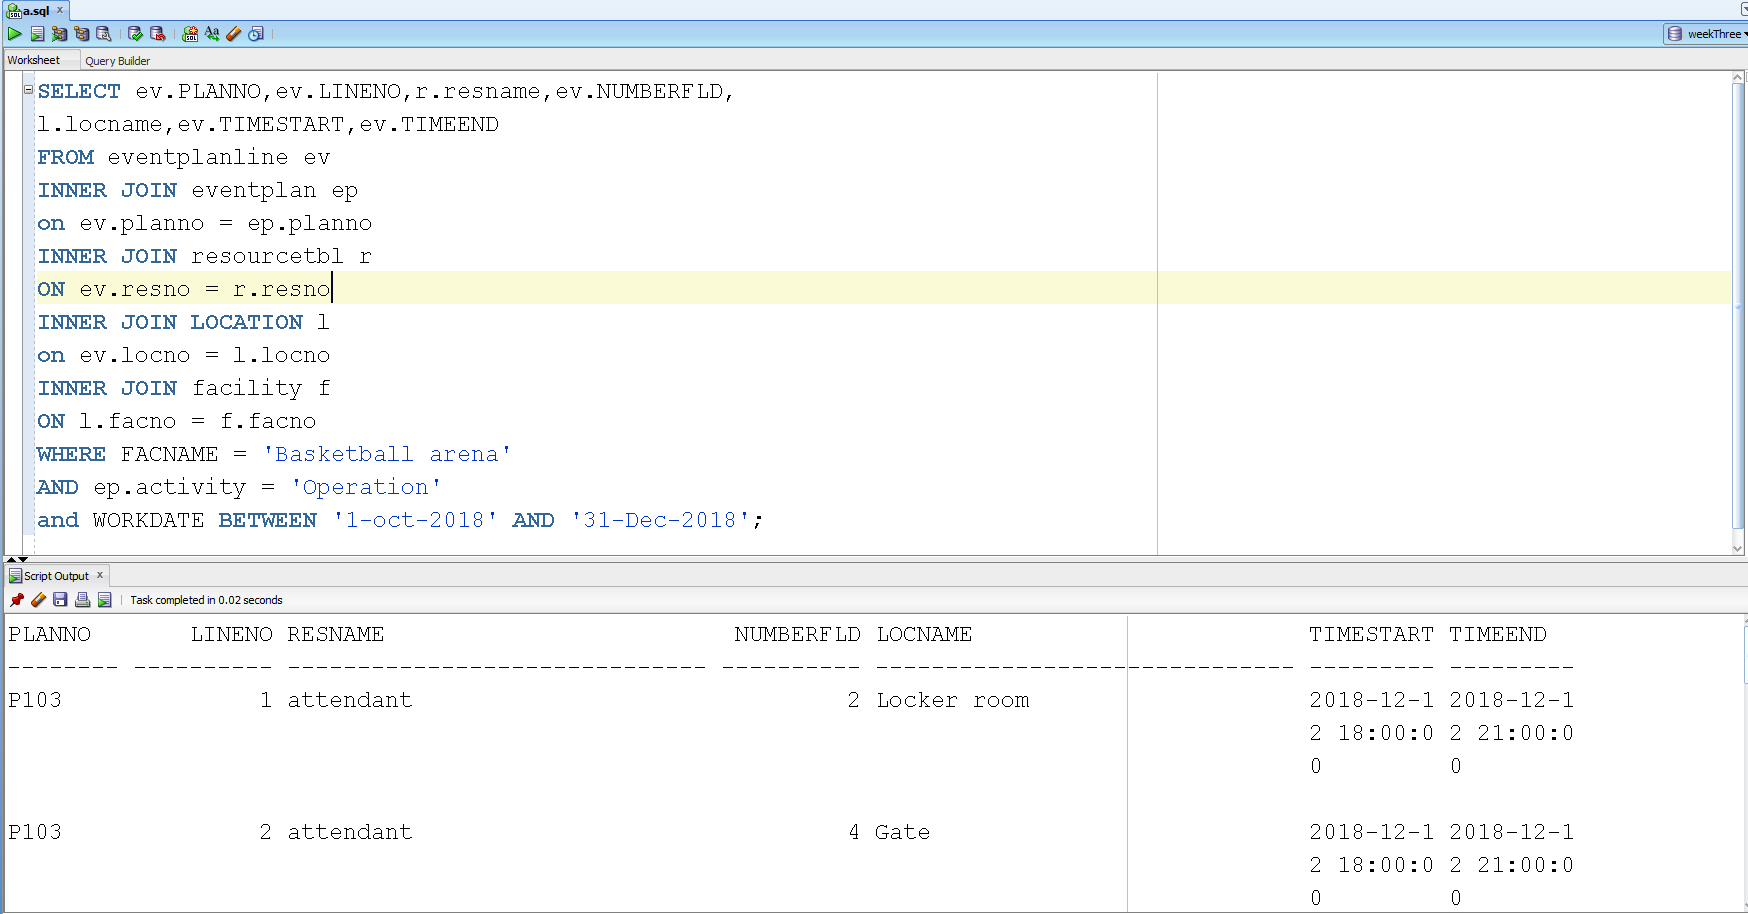 a.sql
weekThree
Worksheet
Query Builder
SELECT ev.PLANNO,ev.LINENO,r.resname,ev.NUMBERFLD,
l.locname,ev.TIMESTART,ev.TIMEEND
FROM eventplanline ev
INNER JOIN eventplan ep
on ev.planno = ep.planno
INNER JOIN resourcetbl r
ON ev.resno = r.resno
INNER JOIN LOCATION l
on ev.locno = l.locno
INNER JOIN facility f
ON l.facno = f.facno
WHERE FACNAME = 'Basketball arena'
AND ep.activity = 'Operation'
and WORKDATE BETWEEN '1-oct-2018' AND '31-Dec-2018';
Script Output
Task completed in 0.02 seconds
PLANNO LINENO RESNAME NUMBERFLD LOCNAME TIMESTART TIMEEND
-------- ---------- ------------------------------ ---------- ------------------------------ --------- ---------
P103 1 attendant 2 Locker room 2018-12-1 2018-12-1
2 18:00:0 2 21:00:0
0 0
P103 2 attendant 4 Gate 2018-12-1 2018-12-1
2 18:00:0 2 21:00:0
0 0